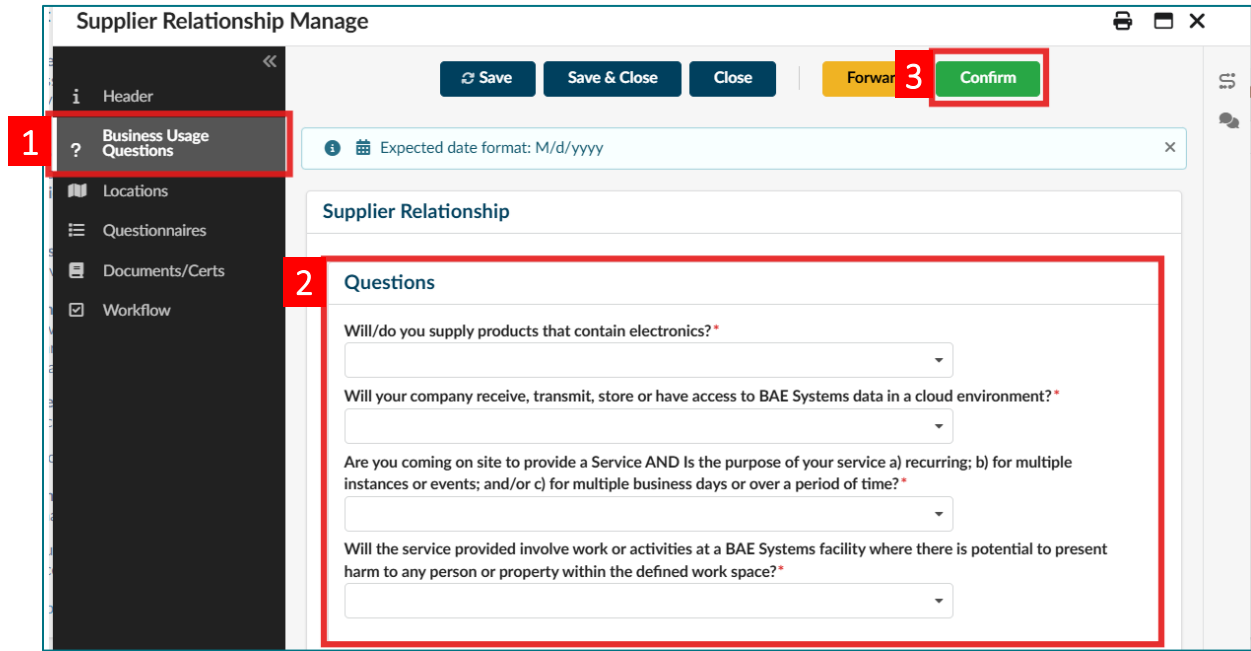 Supplier Relationship Manage
Save
Save & Close
Close
Forwar
3
Confirm
i Header
1
? Business Usage
Questions
Locations
Questionnaires
Documents/Certs
Workflow
Expected date format: M/d/yyyy
Supplier Relationship
2
Questions
Will/do you supply products that contain electronics?*
Will your company receive, transmit, store or have access to BAE Systems data in a cloud environment?*
Are you coming on site to provide a Service AND Is the purpose of your service a) recurring; b) for multiple
instances or events; and/or c) for multiple business days or over a period of time?*
Will the service provided involve work or activities at a BAE Systems facility where there is potential to present
harm to any person or property within the defined work space?*